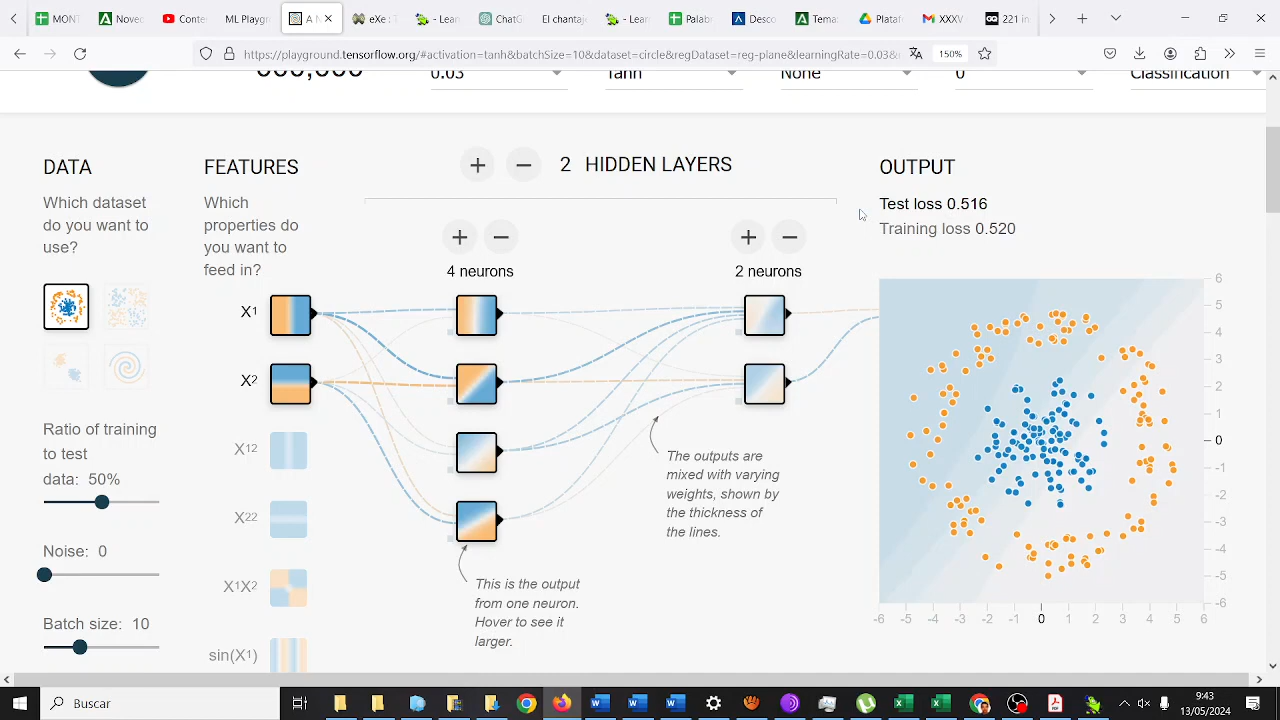 MONT
Conte
ML Playgr
A N
eXe :
- Learn
ChatG
El chantaje
- Learn
Palab
Desco
Tema
Platar
XXXV
221 in
https://playground.tensorflow.org/#activation=tanh&batchSize=10&dataset=circle&regDataset=reg-plane&learningRate=0.03&
150%
0.03
Tanh
None
0
Classification
DATA
Which dataset
do you want to
use?
Ratio of training
to test
data: 50%
Noise: 0
Batch size: 10
FEATURES
Which
properties do
you want to
feed in?
X1
X2
X12
X22
X1X2
sin(X1)
+ − 2 HIDDEN LAYERS
+ −
4 neurons
+ −
2 neurons
The outputs are
mixed with varying
weights, shown by
the thickness of
the lines.
This is the output
from one neuron.
Hover to see it
larger.
OUTPUT
Test loss 0.516
Training loss 0.520
6
5
4
3
2
1
0
-1
-2
-3
-4
-5
-6
-6 -5 -4 -3 -2 -1 0 1 2 3 4 5 6
Buscar
9:43
13/05/2024